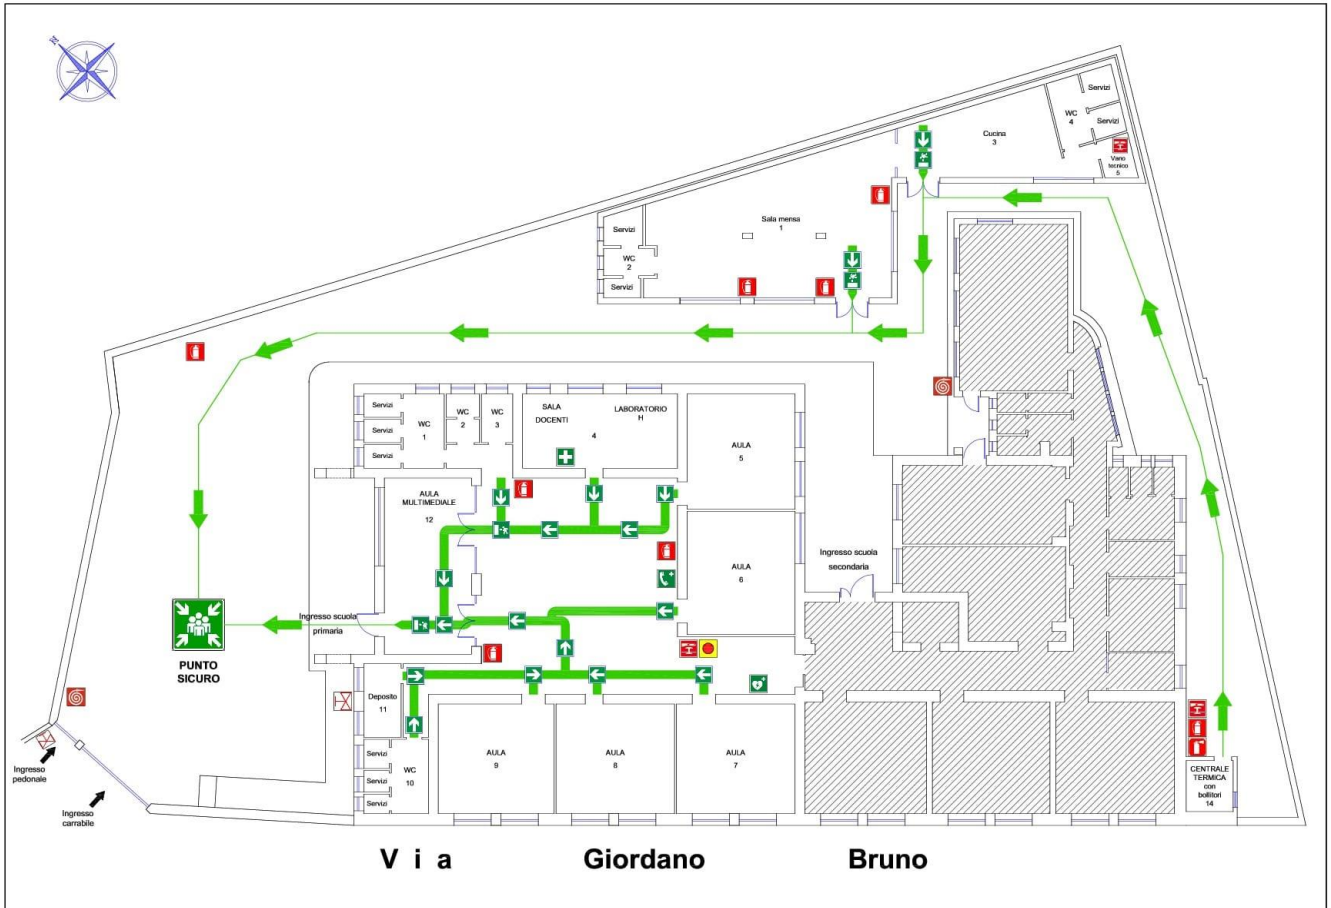 N
Servizi
WC
4
Servizi
Cucina
3
Vano
tecnico
5
Sala mensa
1
Servizi
WC
2
Servizi
Servizi
WC
1
Servizi
Servizi
WC
2
WC
3
SALA
DOCENTI
LABORATORIO
H
4
AULA
5
AULA
MULTIMEDIALE
12
AULA
6
Ingresso scuola
secondaria
Ingresso scuola
primaria
PUNTO
SICURO
Deposito
11
Servizi
WC
10
Servizi
Servizi
AULA
9
AULA
8
AULA
7
Ingresso
pedonale
Ingresso
carrabile
CENTRALE
TERMICA
con
bollitori
14
Via Giordano Bruno